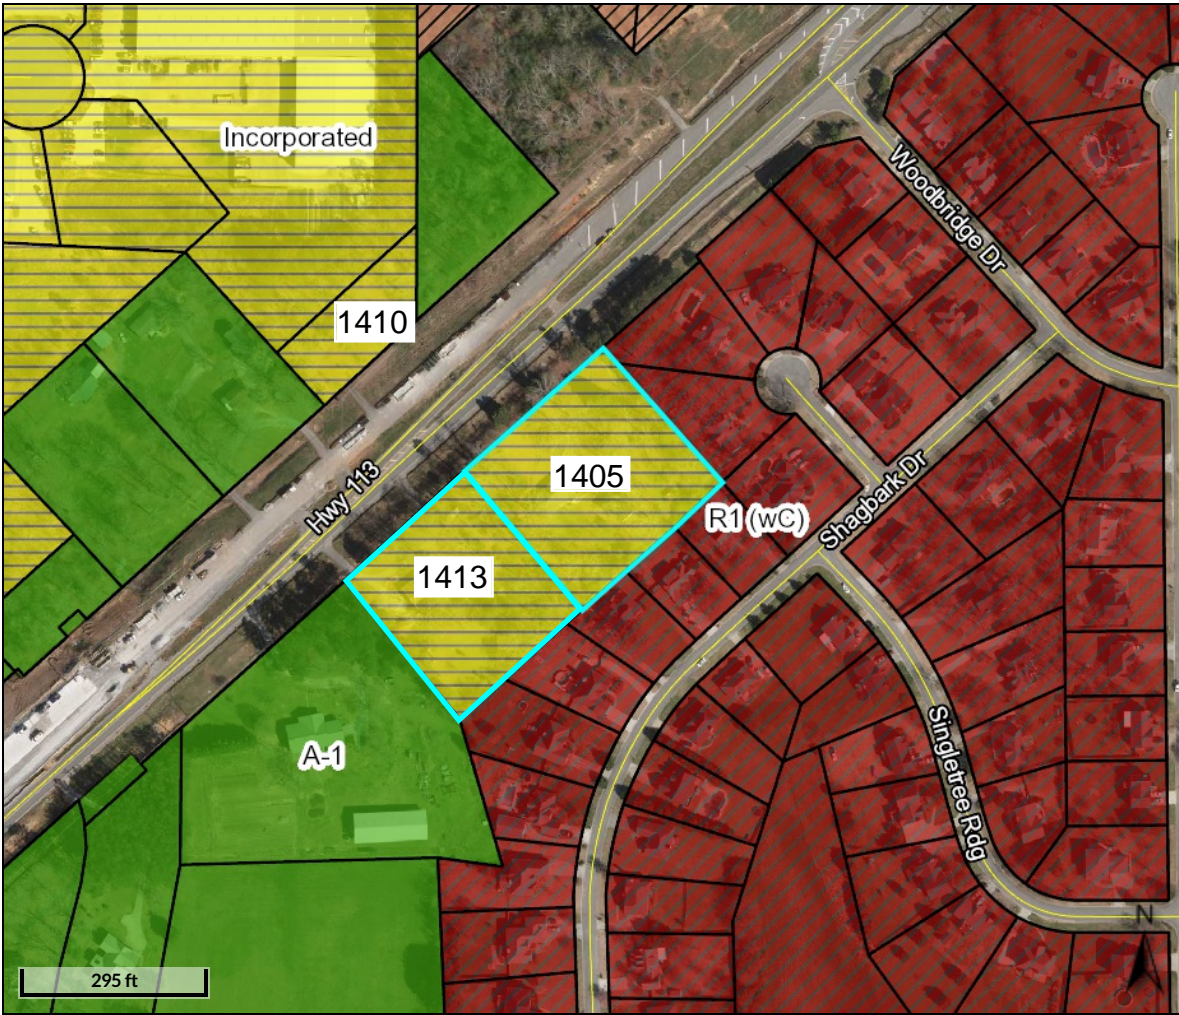 Incorporated
Woodbridge Dr
1410
1405
Hwy 113
Shagbark Dr
R1 (wC)
1413
A-1
Singletree Rdg
N
295 ft